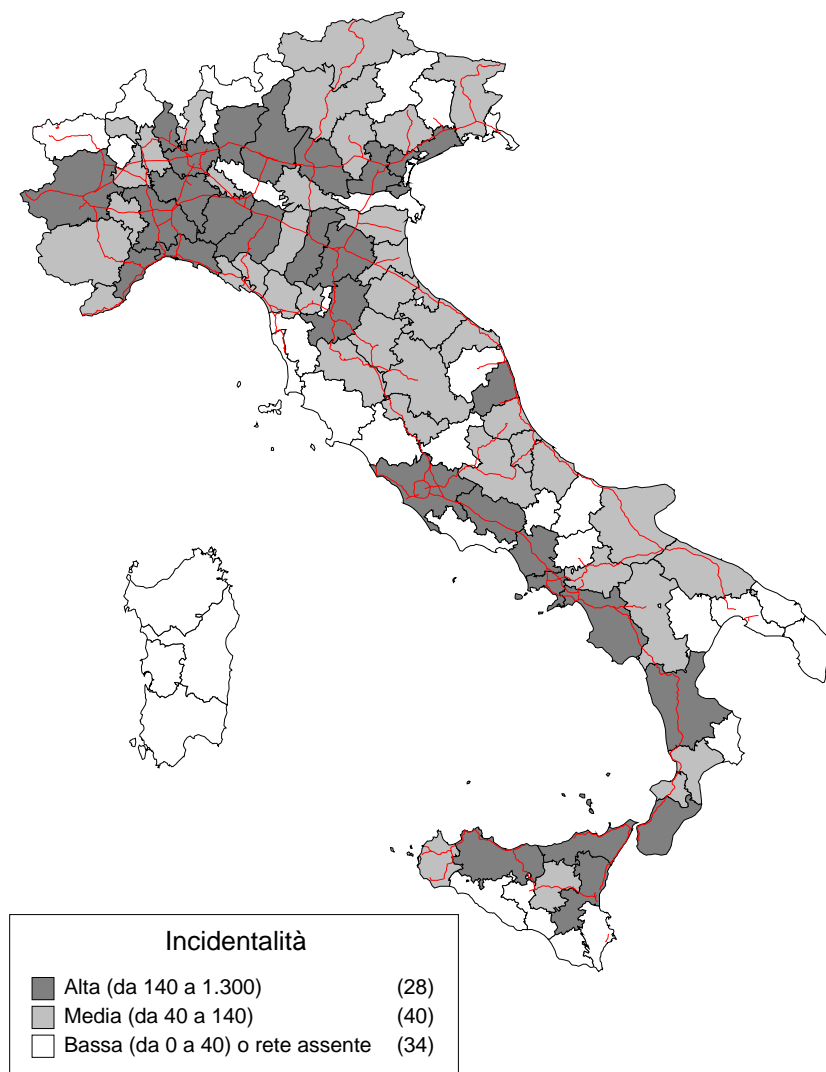 Incidentalità
Alta (da 140 a 1.300) (28)
Media (da 40 a 140) (40)
Bassa (da 0 a 40) o rete assente (34)